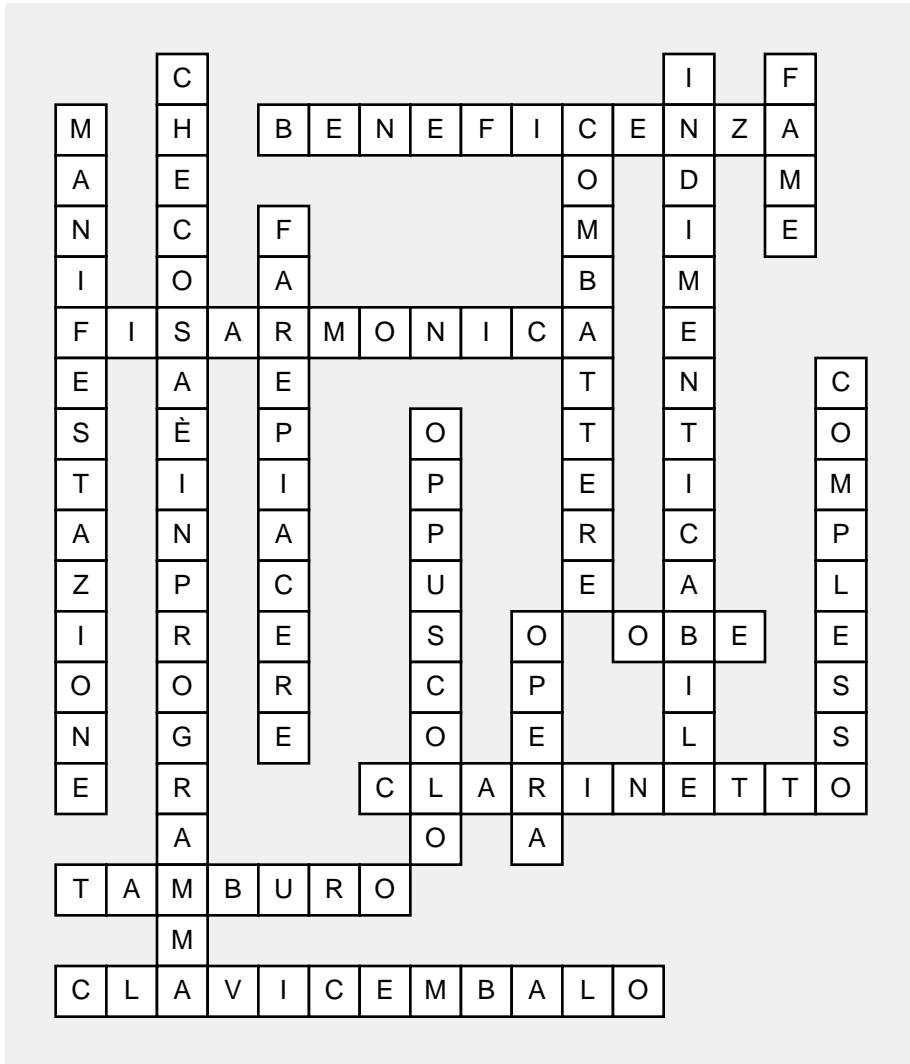 CHECOSAÈINPROGRAMMA
INDIMENTICABILE
FAME
MANIFESTAZIONE
BENEFICENZA
COMBATTERE
FAREPIACERE
FISARMONICA
COMPLESSO
OPPUSCOLO
OPERA
OBE
CLARINETTO
TAMBURO
CLAVICEMBALO